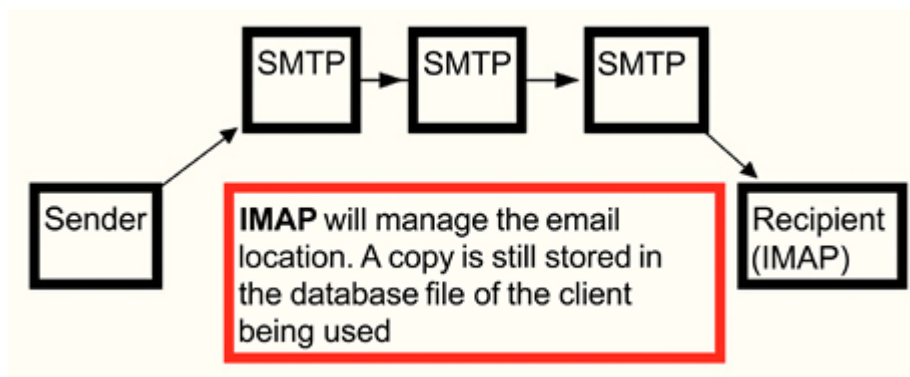 SMTP
SMTP
SMTP
Sender
IMAP will manage the email
location. A copy is still stored in
the database file of the client
being used
Recipient
(IMAP)